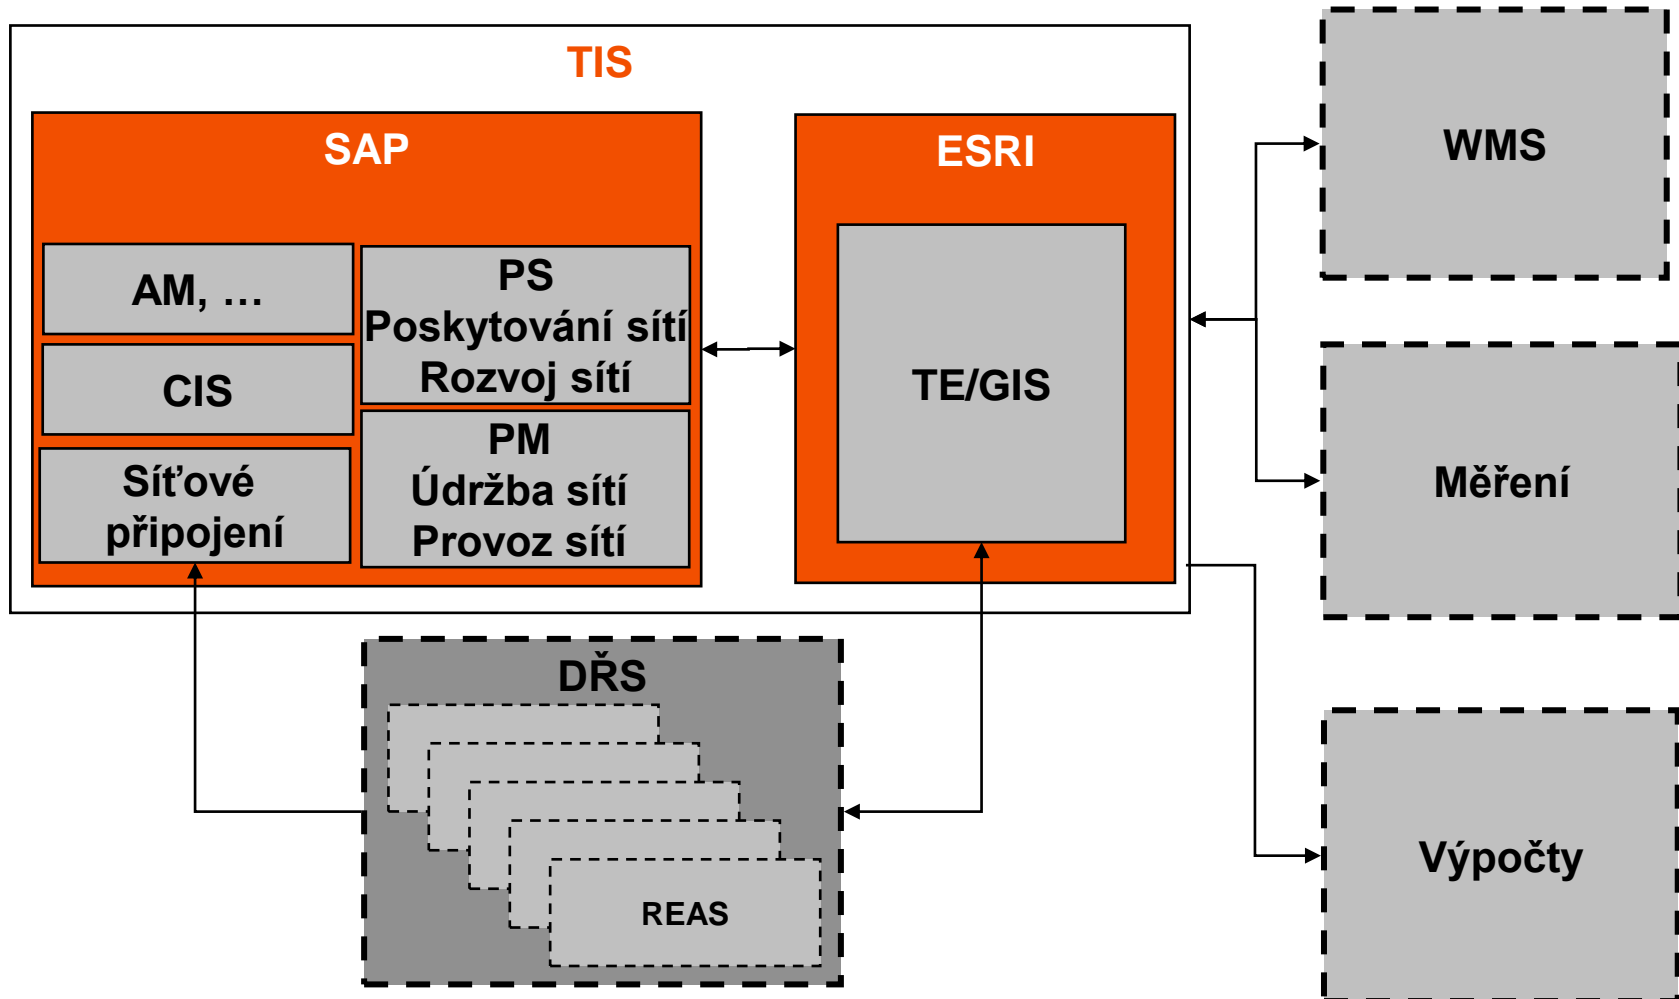 TIS
SAP
AM, …
CIS
Síťové
připojení
PS
Poskytování sítí
Rozvoj sítí
PM
Údržba sítí
Provoz sítí
ESRI
TE/GIS
WMS
Měření
Výpočty
DŘS
REAS